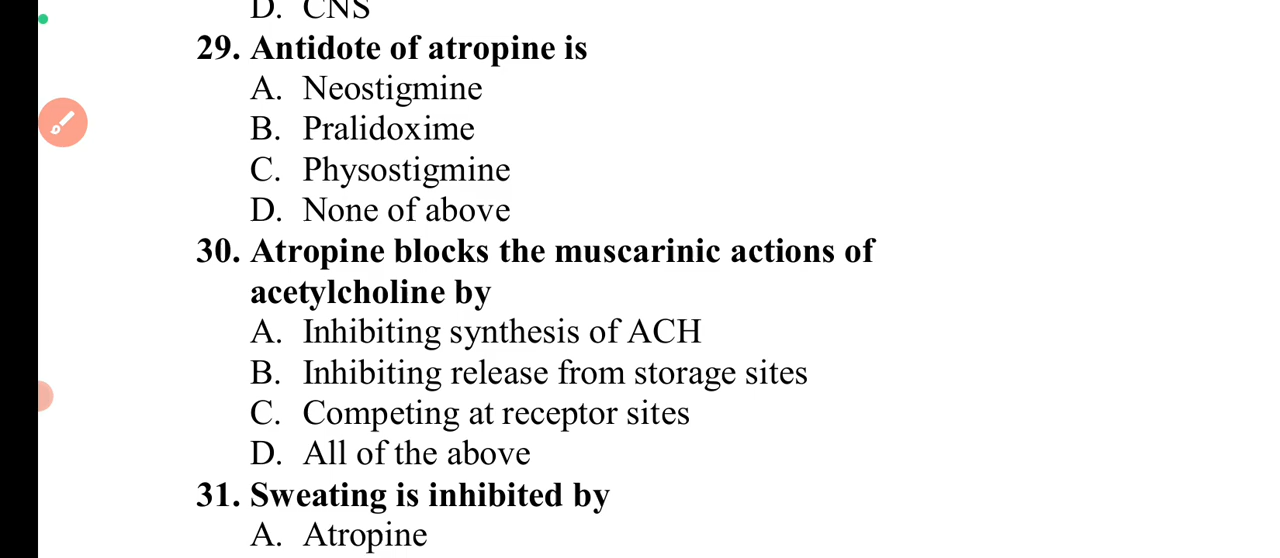 D. CNS
29. Antidote of atropine is
A. Neostigmine
B. Pralidoxime
C. Physostigmine
D. None of above
30. Atropine blocks the muscarinic actions of
acetylcholine by
A. Inhibiting synthesis of ACH
B. Inhibiting release from storage sites
C. Competing at receptor sites
D. All of the above
31. Sweating is inhibited by
A. Atropine